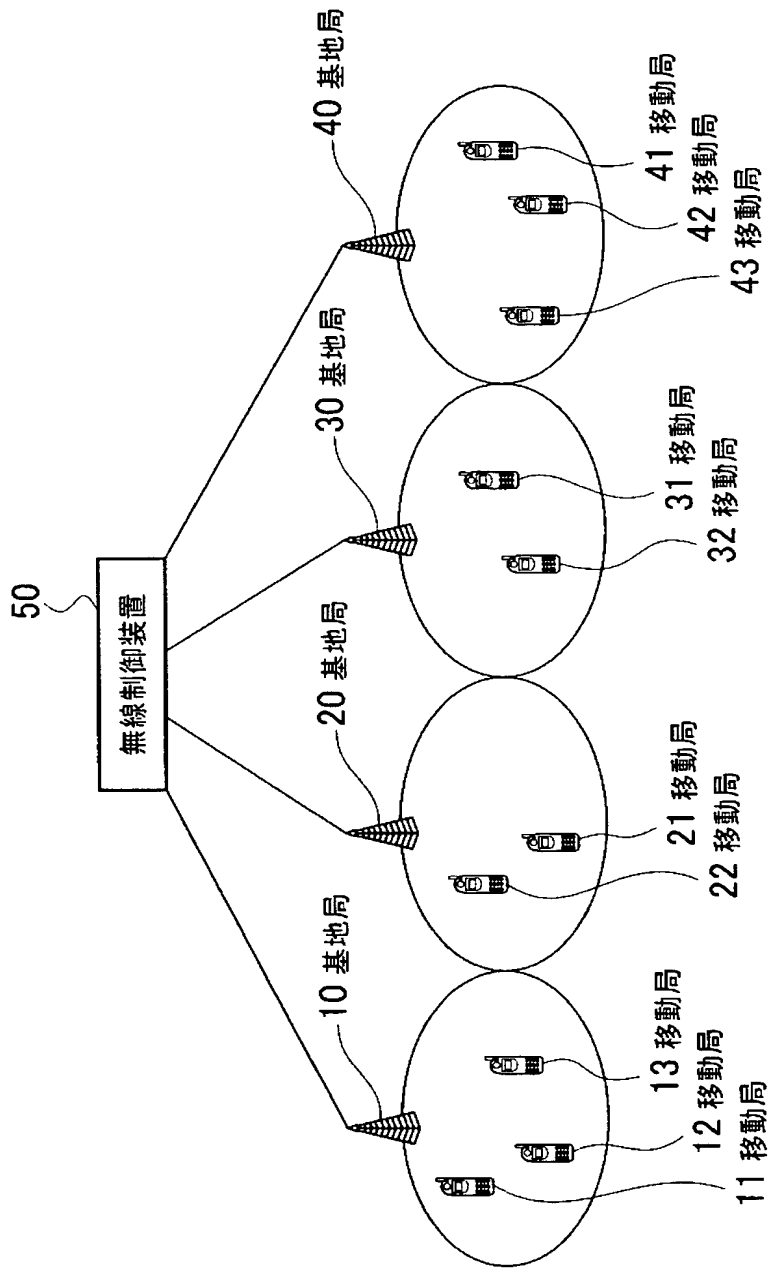 50
無線制御装置
10 基地局
20 基地局
30 基地局
40 基地局
11 移動局
12 移動局
13 移動局
22 移動局
21 移動局
32 移動局
31 移動局
43 移動局
42 移動局
41 移動局